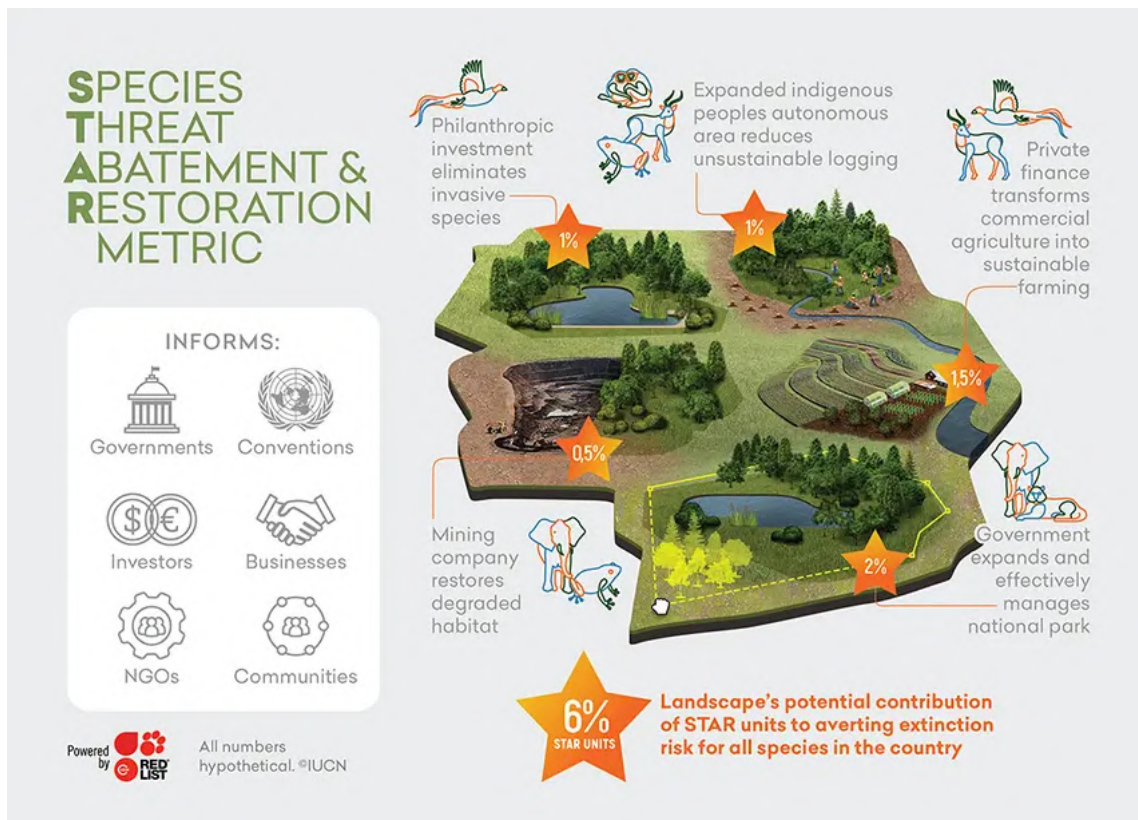 SPECIES
THREAT
ABATEMENT &
RESTORATION
METRIC
INFORMS:
Governments
Conventions
Investors
Businesses
NGOs
Communities
Powered
by
RED
LIST
All numbers
hypothetical. ©IUCN
Philanthropic
investment
eliminates
invasive
species
1%
Expanded indigenous
peoples autonomous
area reduces
unsustainable logging
1%
Private
finance
transforms
commercial
agriculture into
sustainable
farming
1,5%
0,5%
Mining
company
restores
degraded
habitat
2%
Government
expands and
effectively
manages
national park
6%
STAR UNITS
Landscape's potential contribution
of STAR units to averting extinction
risk for all species in the country